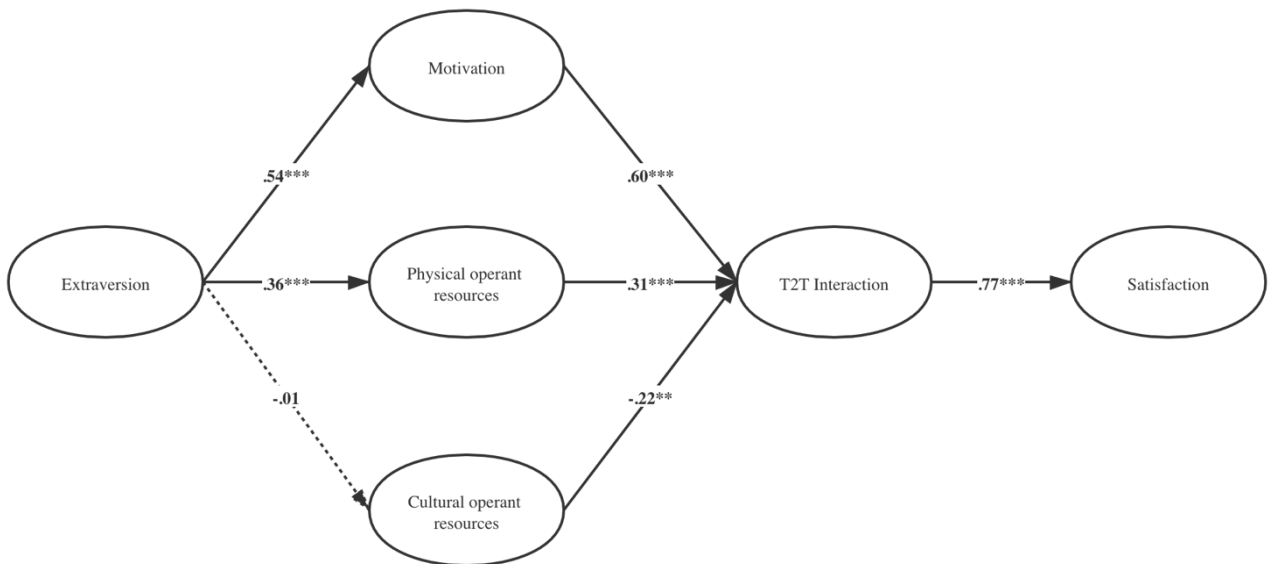 Motivation
.54***
.60***
Extraversion
.36***
Physical operant
resources
.31***
T2T Interaction
.77***
Satisfaction
-.01
-.22**
Cultural operant
resources